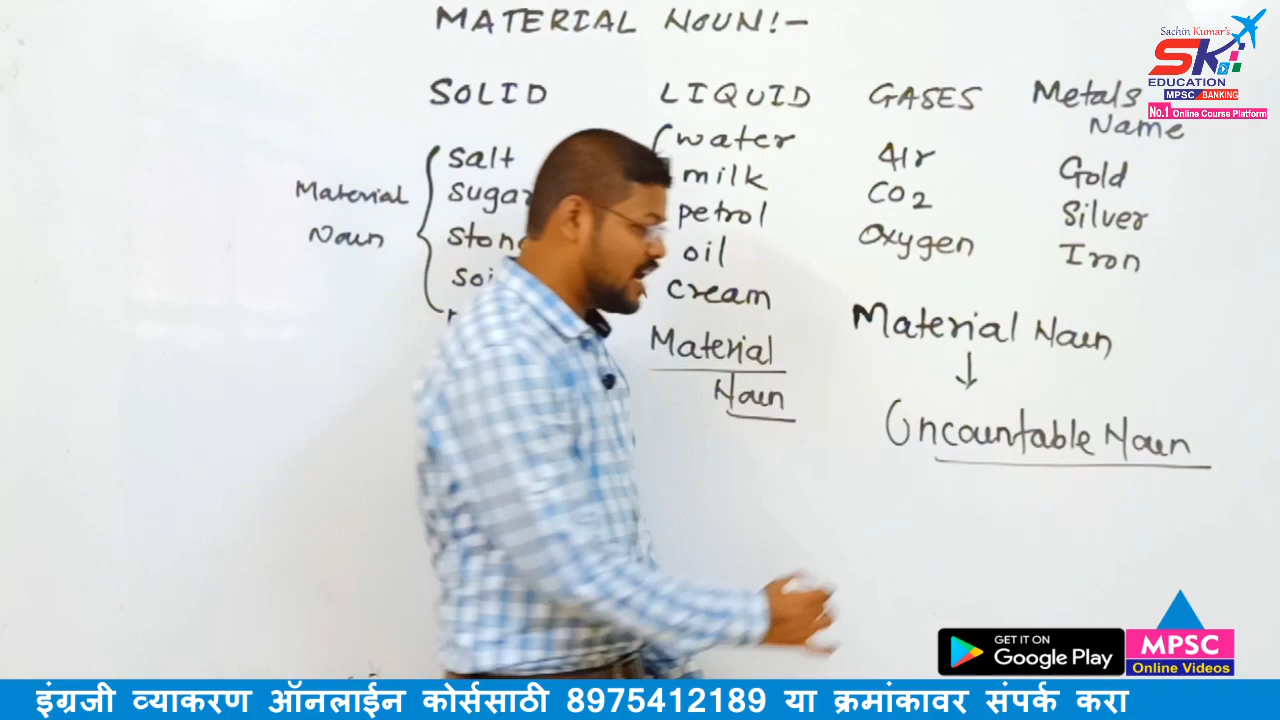 MATERIAL NOUN!-
SOLID
Material
Noun
salt
sugar
LIQUID
water
milk
petrol
oil
cream
Material
Noun
GASES
Air
CO2
Oxygen
Metals
Name
Gold
Silver
Iron
Material Noun
↓
Uncountable Noun
Sachin Kumar's
SK
EDUCATION
MPSC BANKING
No.1 Online Course Platform
GET IT ON
Google Play
MPSC
Online Videos
इंग्रजी व्याकरण ऑनलाईन कोर्ससाठी 8975412189 या क्रमांकावर संपर्क करा